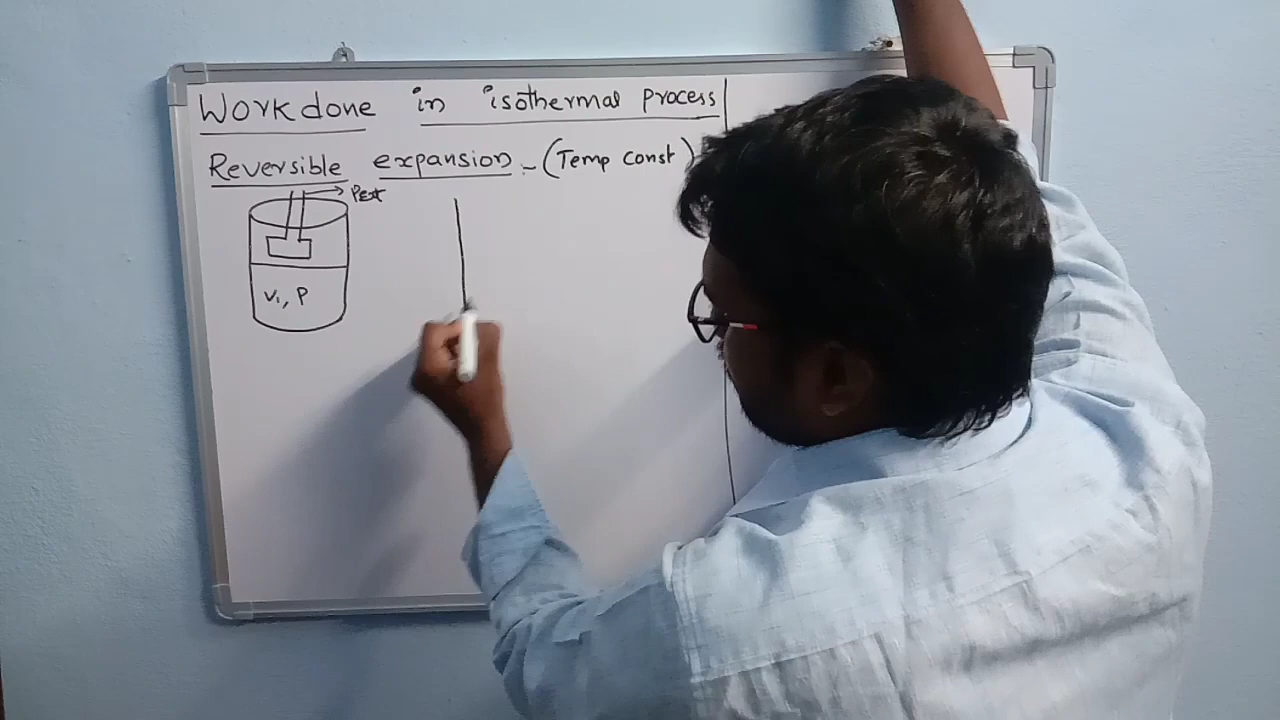 Work done in isothermal process
Reversible expansion :- (Temp const)
Pext
V₁, P